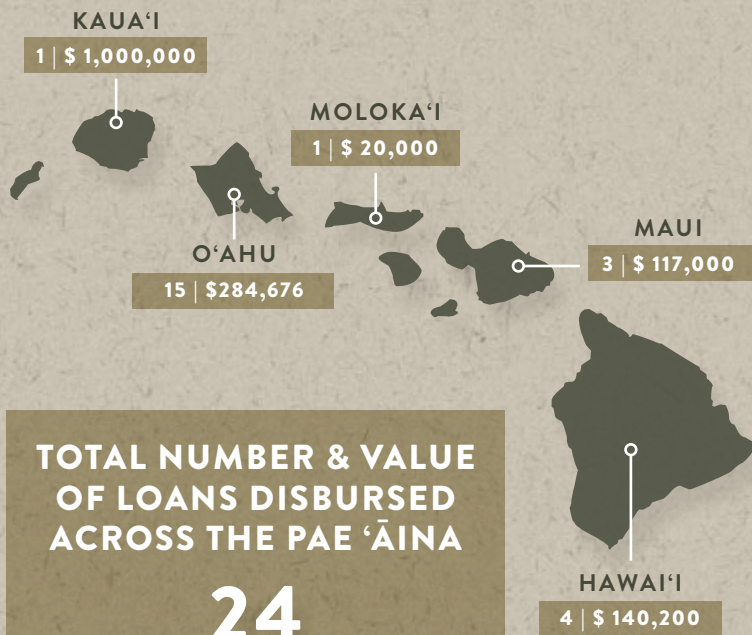 KAUAʻI
1 | $ 1,000,000
MOLOKAʻI
1 | $ 20,000
OʻAHU
15 | $284,676
MAUI
3 | $ 117,000
TOTAL NUMBER & VALUE
OF LOANS DISBURSED
ACROSS THE PAE ʻĀINA
24
HAWAIʻI
4 | $ 140,200